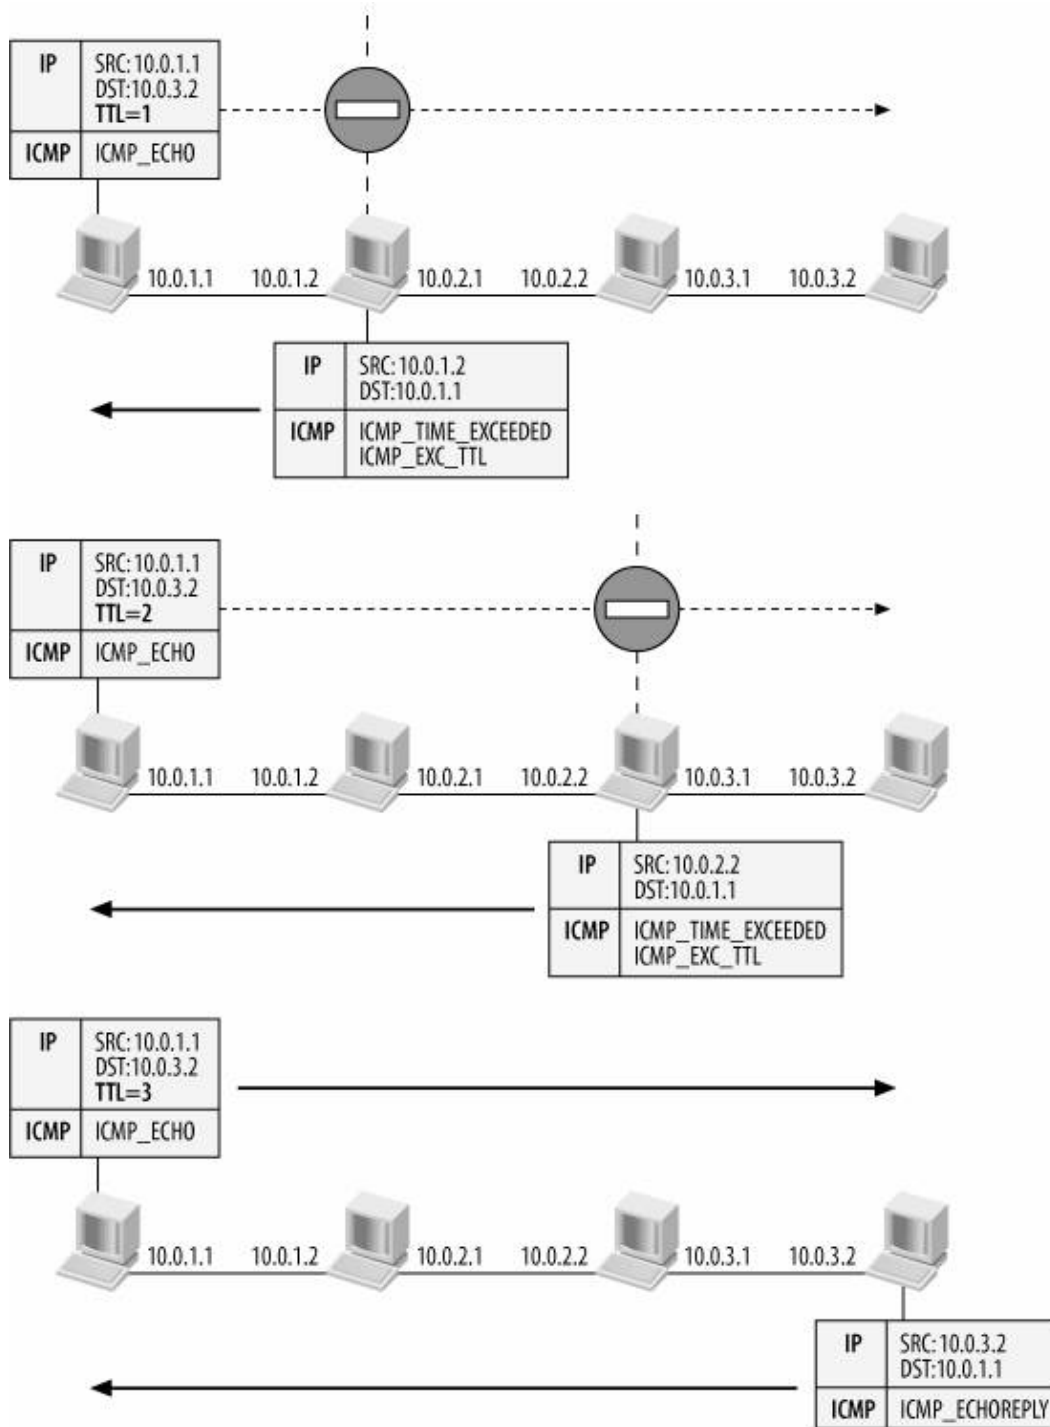 IP SRC:10.0.1.1
DST:10.0.3.2
TTL=1
ICMP ICMP_ECHO
10.0.1.1 10.0.1.2 10.0.2.1 10.0.2.2 10.0.3.1 10.0.3.2
IP SRC:10.0.1.2
DST:10.0.1.1
ICMP ICMP_TIME_EXCEEDED
ICMP_EXC_TTL
IP SRC:10.0.1.1
DST:10.0.3.2
TTL=2
ICMP ICMP_ECHO
10.0.1.1 10.0.1.2 10.0.2.1 10.0.2.2 10.0.3.1 10.0.3.2
IP SRC:10.0.2.2
DST:10.0.1.1
ICMP ICMP_TIME_EXCEEDED
ICMP_EXC_TTL
IP SRC:10.0.1.1
DST:10.0.3.2
TTL=3
ICMP ICMP_ECHO
10.0.1.1 10.0.1.2 10.0.2.1 10.0.2.2 10.0.3.1 10.0.3.2
IP SRC:10.0.3.2
DST:10.0.1.1
ICMP ICMP_ECHOREPLY